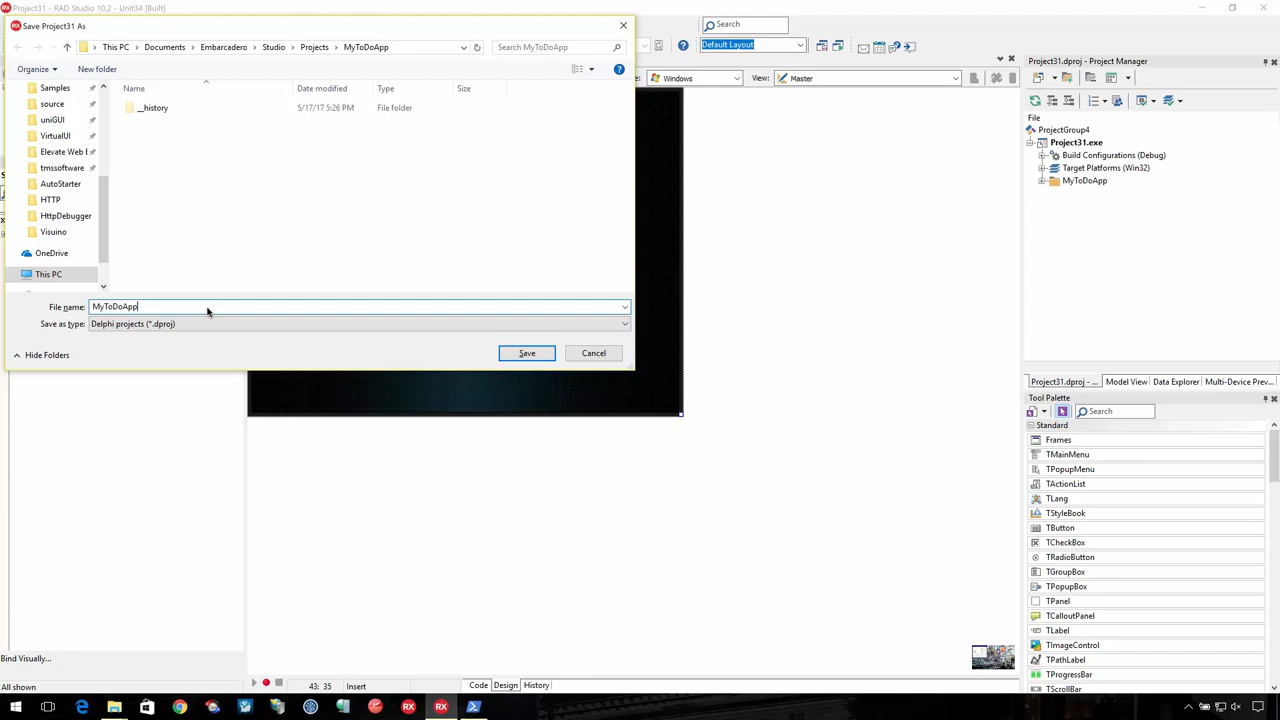 Project31 - RAD Studio 10.2 - Unit34 [Built]
Save Project31 As
Search
This PC
Documents
Embarcadero
Studio
Projects
MyToDoApp
Search MyToDoApp
Default Layout
Organize
New folder
Windows
View:
Master
Project31.dproj - Project Manager
Samples
source
uniGUI
VirtualUI
Elevate Web E
tmssoftware
AutoStarter
HTTP
HttpDebugger
Visuino
OneDrive
This PC
Name
Date modified
Type
Size
__history
5/17/17 5:26 PM
File folder
File
ProjectGroup4
Project31.exe
Build Configurations (Debug)
Target Platforms (Win32)
MyToDoApp
File name:
MyToDoApp
Save as type:
Delphi projects (*.dproj)
Hide Folders
Save
Cancel
Project31.dproj - ...
Model View
Data Explorer
Multi-Device Prev...
Tool Palette
Search
Standard
Frames
TMainMenu
TPopupMenu
TActionList
TLang
TStyleBook
TButton
TCheckBox
TRadioButton
TGroupBox
TPopupBox
TPanel
TCalloutPanel
TLabel
TImageControl
TPathLabel
TProgressBar
TScrollBar
Bind Visually...
All shown
43: 35
Insert
Code
Design
History